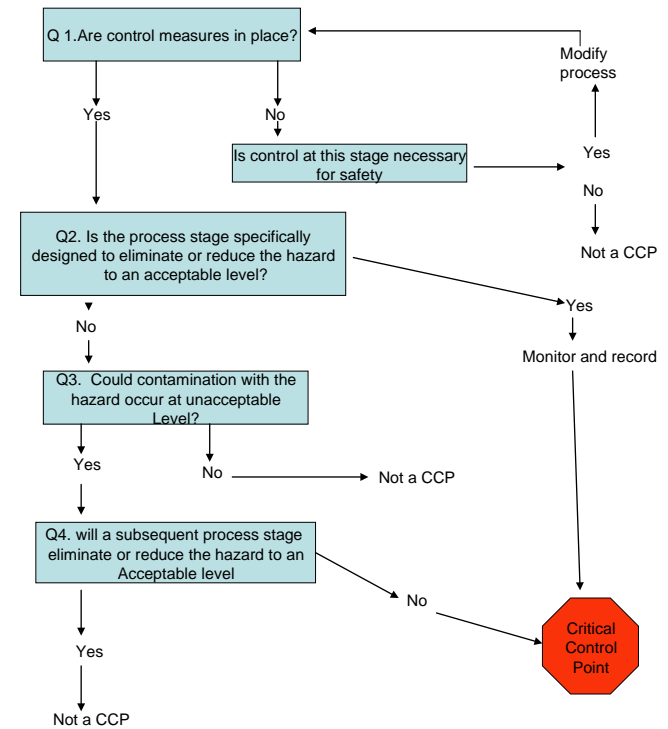 Q 1.Are control measures in place?
Modify
process
Yes
No
Is control at this stage necessary
for safety
Yes
No
Not a CCP
Q2. Is the process stage specifically
designed to eliminate or reduce the hazard
to an acceptable level?
Yes
No
Monitor and record
Q3. Could contamination with the
hazard occur at unacceptable
Level?
Yes
No
Not a CCP
Q4. will a subsequent process stage
eliminate or reduce the hazard to an
Acceptable level
No
Critical
Control
Point
Yes
Not a CCP